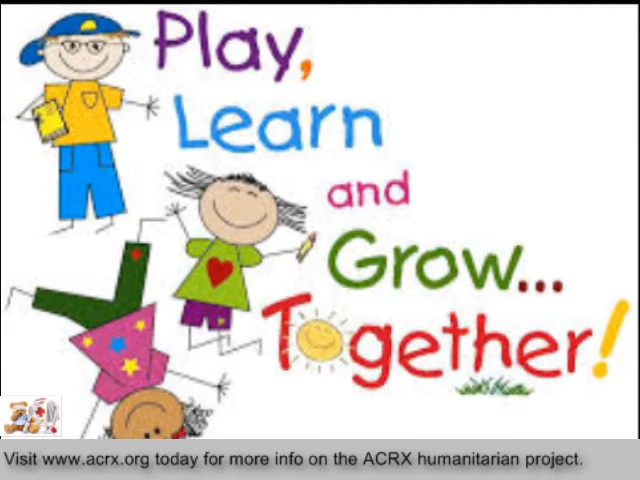 Play,
Learn
and
Grow...
Together!
Visit www.acrx.org today for more info on the ACRX humanitarian project.